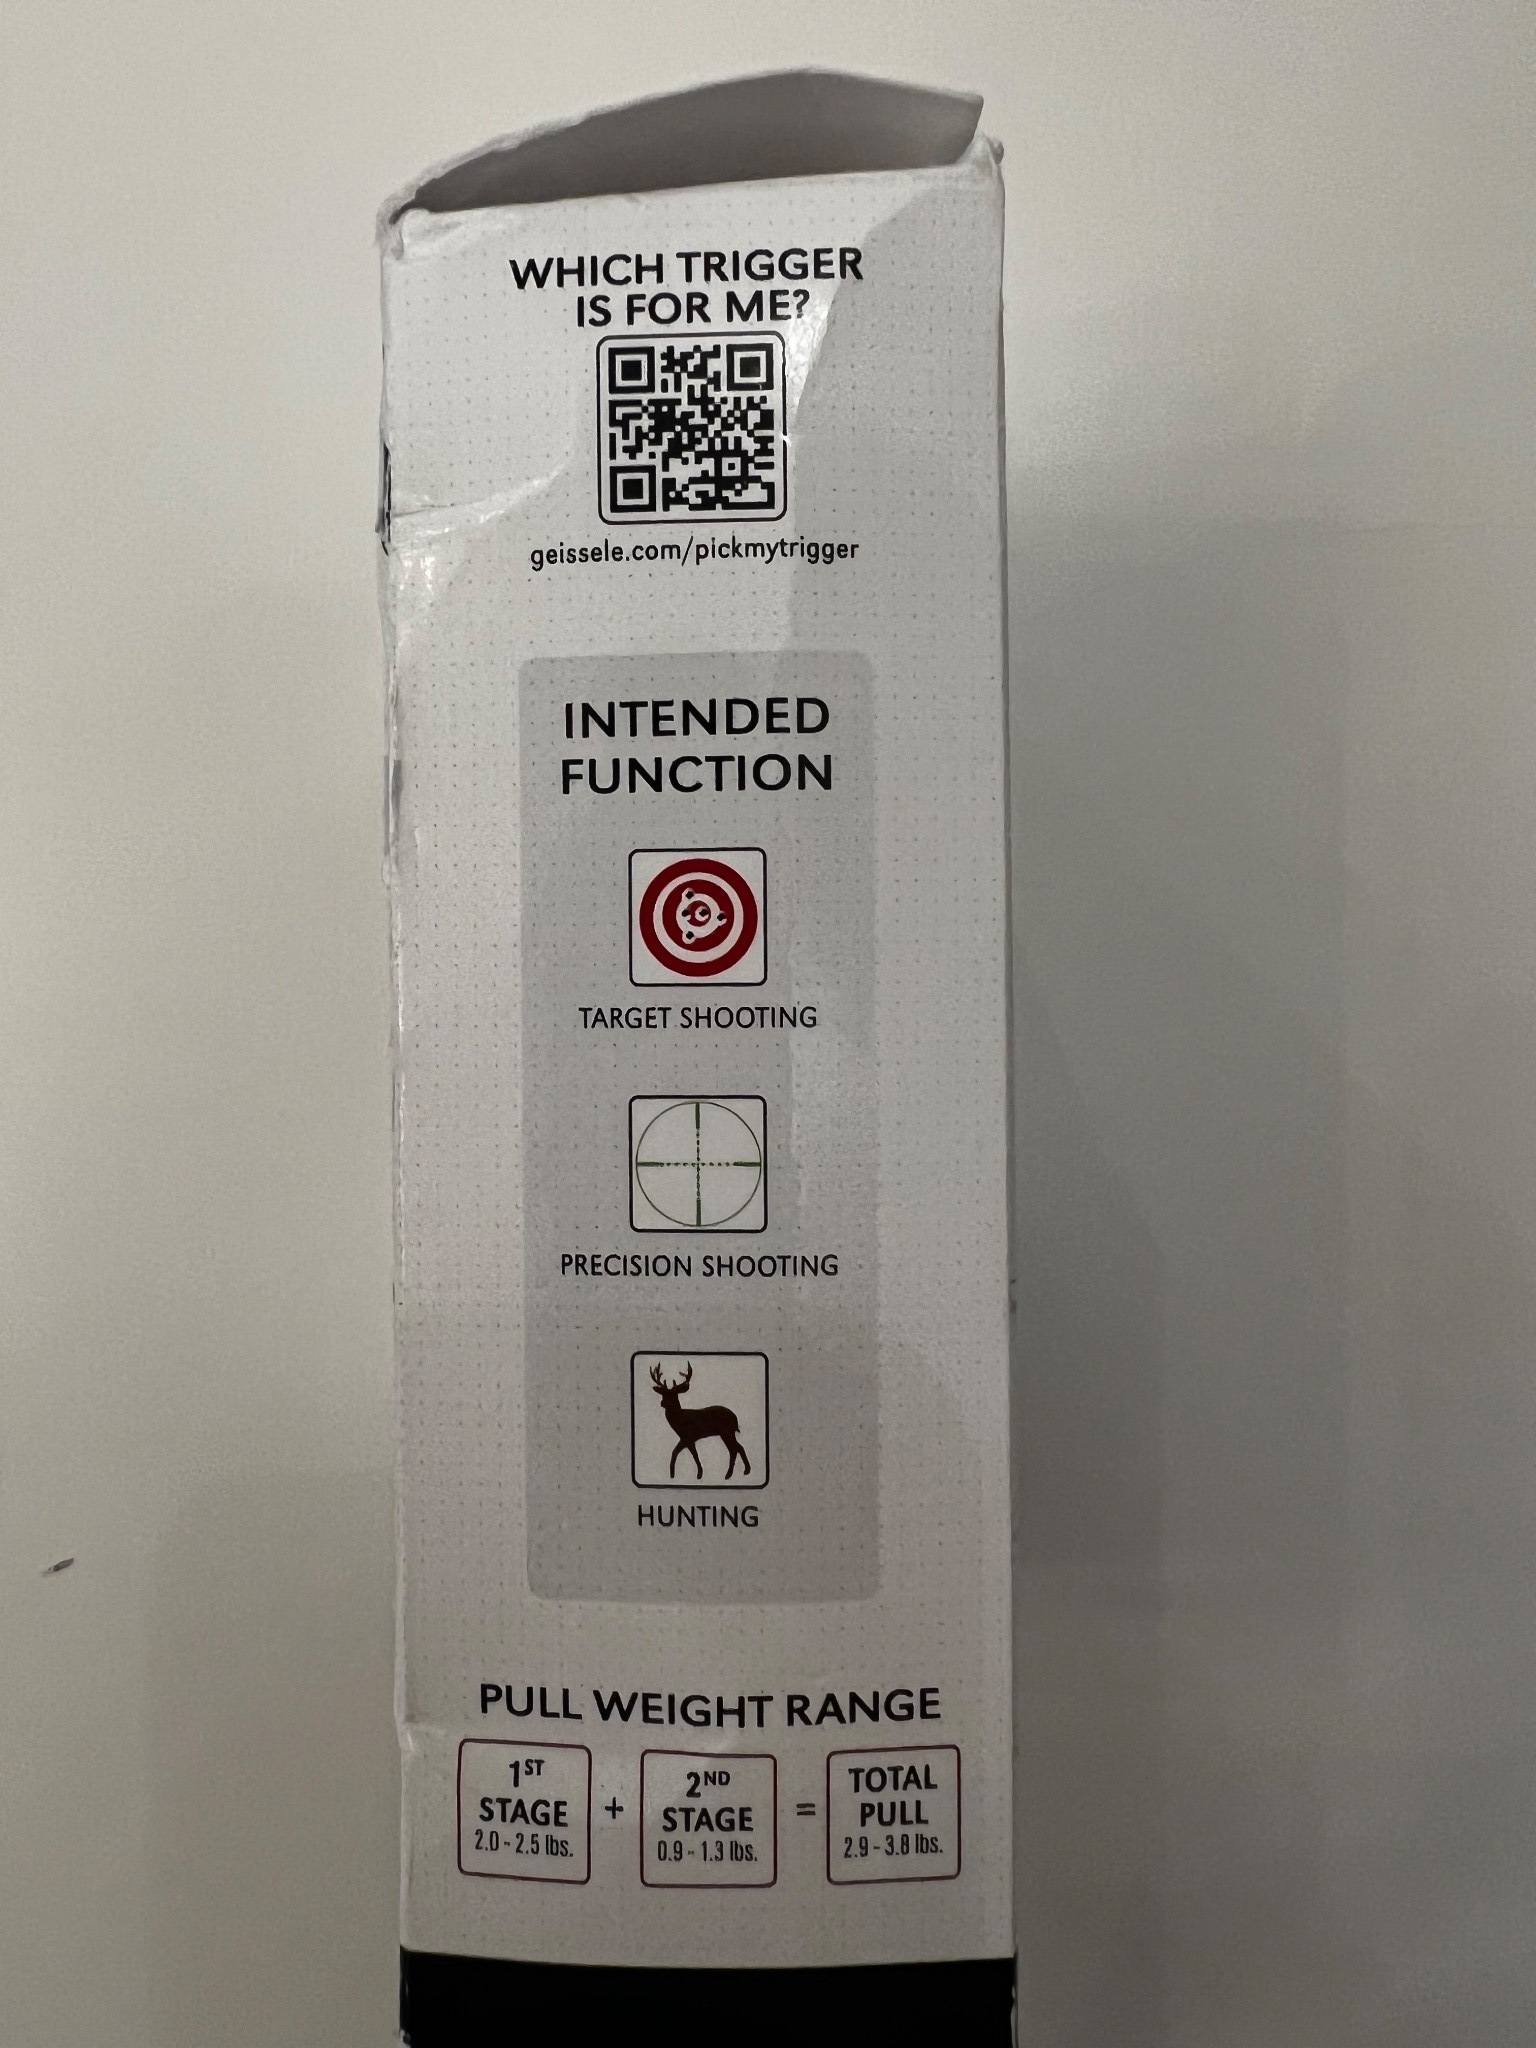 WHICH TRIGGER
IS FOR ME?
geissele.com/pickmytrigger
INTENDED
FUNCTION
TARGET SHOOTING
PRECISION SHOOTING
HUNTING
PULL WEIGHT RANGE
1ST
STAGE
2.0 - 2.5 lbs.
+
2ND
STAGE
0.9 - 1.3 lbs.
=
TOTAL
PULL
2.9 - 3.8 lbs.